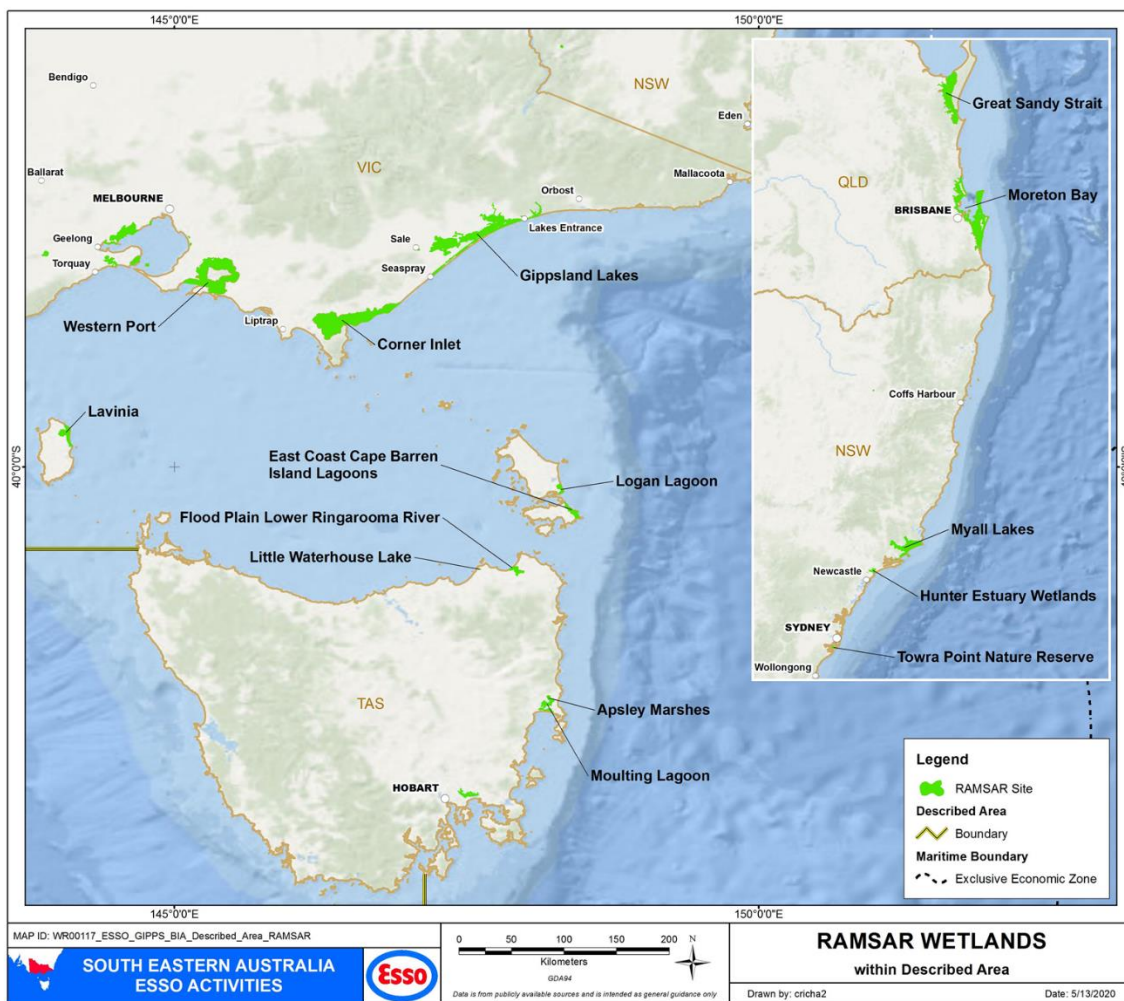 145°0'0"E
150°0'0"E
Bendigo
NSW
Eden
VIC
Ballarat
MELBOURNE
Mallacoota
Orbost
Geelong
Sale
Lakes Entrance
Torquay
Seaspray
Gippsland Lakes
Western Port
Liptrap
Corner Inlet
Lavinia
40°0'0"S
East Coast Cape Barren
Island Lagoons
Logan Lagoon
Flood Plain Lower Ringarooma River
Little Waterhouse Lake
TAS
Apsley Marshes
Moulting Lagoon
HOBART
Great Sandy Strait
QLD
Moreton Bay
BRISBANE
Coffs Harbour
NSW
Myall Lakes
Newcastle
Hunter Estuary Wetlands
SYDNEY
Towra Point Nature Reserve
Wollongong
Legend
RAMSAR Site
Described Area
Boundary
Maritime Boundary
Exclusive Economic Zone
145°0'0"E
150°0'0"E
MAP ID: WR00117_ESSO_GIPPS_BIA_Described_Area_RAMSAR
SOUTH EASTERN AUSTRALIA
ESSO ACTIVITIES
Esso
0 50 100 150 200
Kilometers
GDA94
N
Data is from publicly available sources and is intended as general guidance only
RAMSAR WETLANDS
within Described Area
Drawn by: cricha2
Date: 5/13/2020